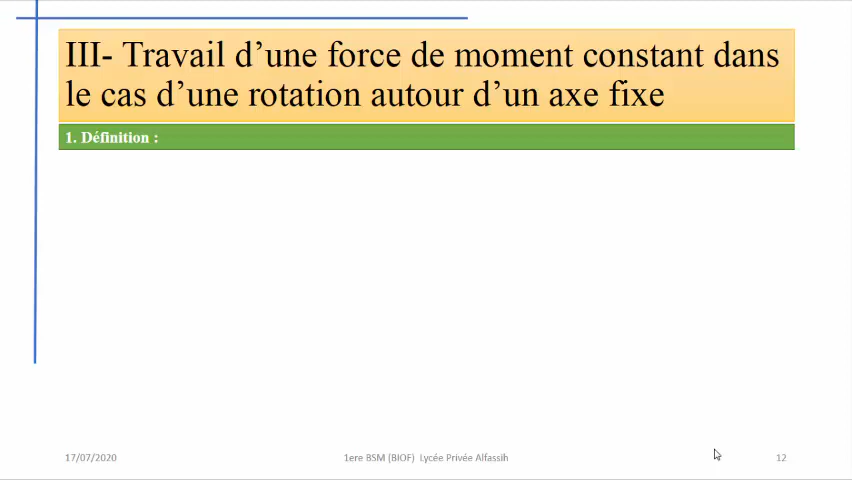 III- Travail d’une force de moment constant dans
le cas d’une rotation autour d’un axe fixe
1. Définition :
17/07/2020
1ere BSM (BIOF) Lycée Privée Alfassih
12